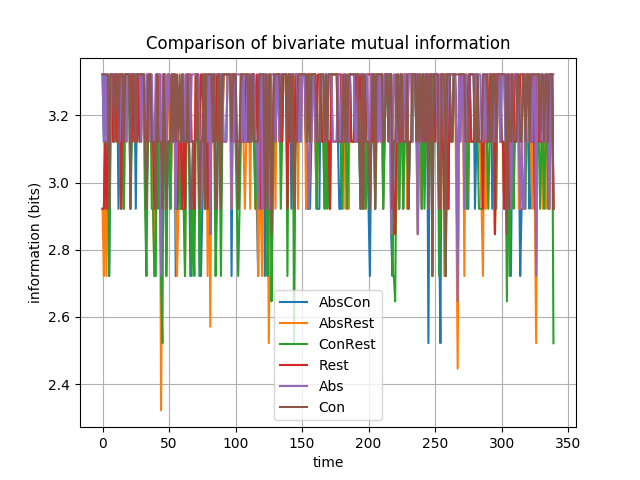 Comparison of bivariate mutual information
information (bits)
3.2
3.0
2.8
2.6
2.4
0 50 100 150 200 250 300 350
time
AbsCon
AbsRest
ConRest
Rest
Abs
Con